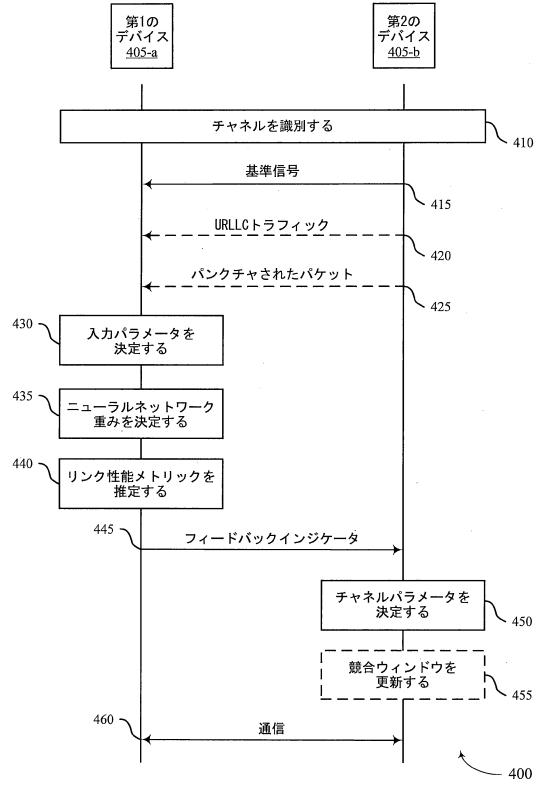 第1の
デバイス
405-a
第2の
デバイス
405-b
チャネルを識別する
410
基準信号
415
URLLCトラフィック
420
パンクチャされたパケット
425
430
入力パラメータを
決定する
435
ニューラルネットワーク
重みを決定する
440
リンク性能メトリックを
推定する
445
フィードバックインジケータ
チャネルパラメータを
決定する
450
競合ウィンドウを
更新する
455
460
通信
400